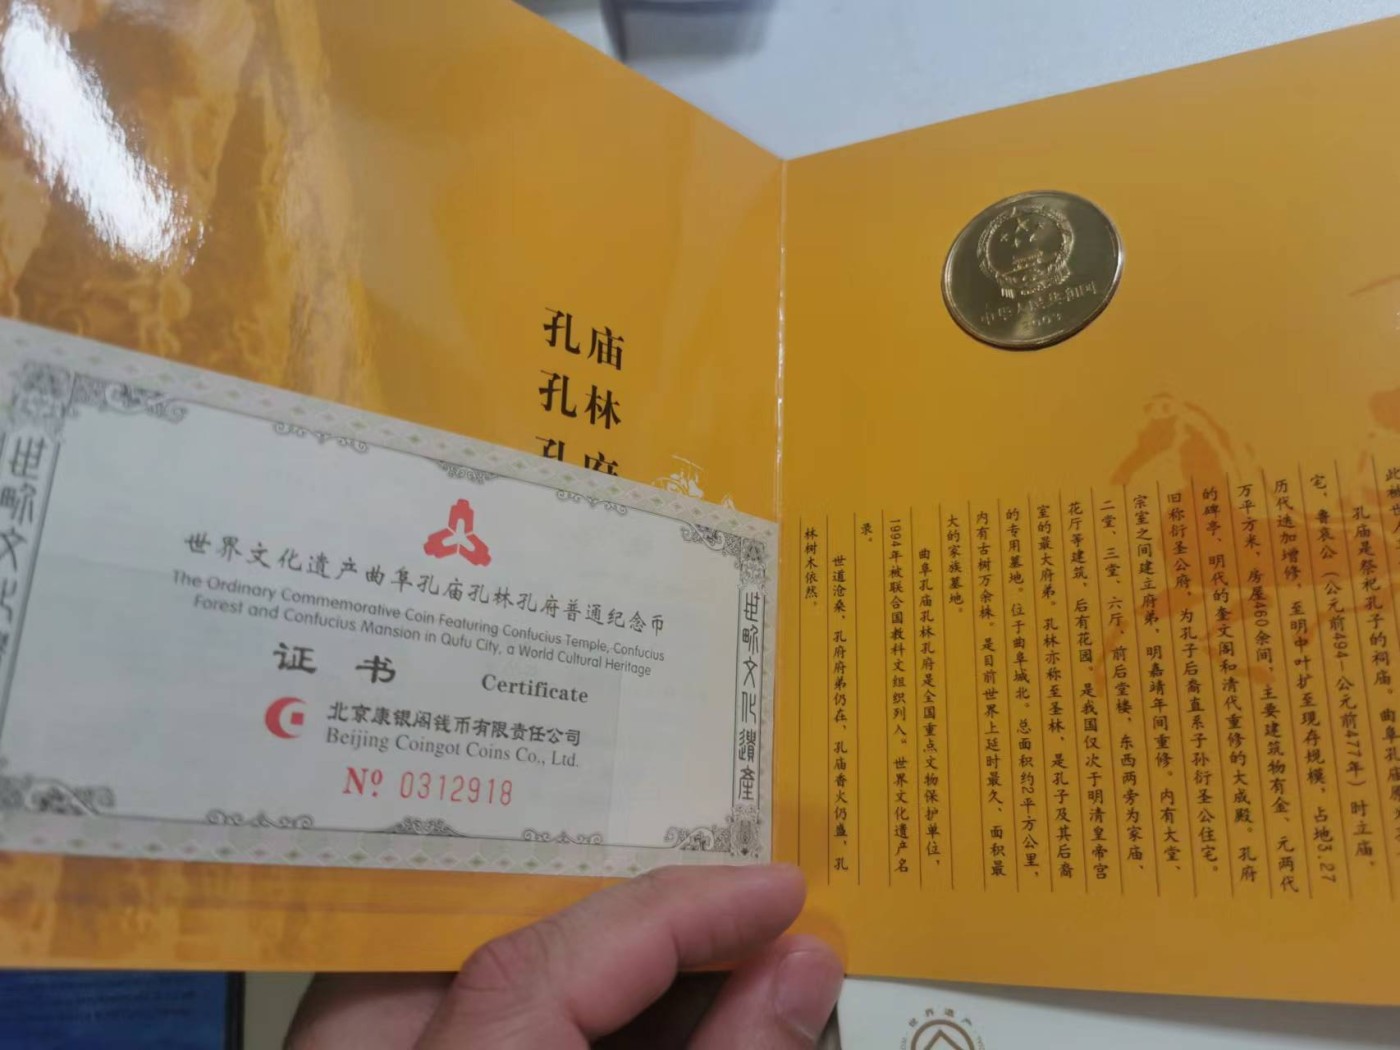 孔庙
孔林
孔府
世界文化遗产曲阜孔庙孔林孔府普通纪念币
The Ordinary Commemorative Coin Featuring Confucius Temple, Confucius
Forest and Confucius Mansion in Qufu City, a World Cultural Heritage
证 书 Certificate
北京康银阁钱币有限责任公司
Beijing Coingot Coins Co., Ltd.
Nº 0312918
世界文化遺產
中华人民共和国
孔庙是祭祀孔子的祠庙。曲阜孔庙
宅，鲁哀公（公元前494—公元前477年）时立庙。
历代迭加增修，至明中叶扩至现存规模，占地3.27
万平方米，房屋460余间，主要建筑物有金、元两代
的碑亭、明代的奎文阁和清代重修的大成殿。孔府
旧称衍圣公府，为孔子后裔直系子孙衍圣公住宅。
宗室之间建立府弟，明嘉靖年间重修。内有大堂、
二堂、三堂、六厅、前后堂楼，东西两旁为家庙、
花厅等建筑，后有花园，是我国仅次于明清皇帝宫
室的最大府弟。孔林亦称至圣林，是孔子及其后裔
的专用墓地。位于曲阜城北。总面积约2平方公里，
内有古树万余株。是目前世界上延时最久、面积最
大的家族墓地。
曲阜孔庙孔林孔府是全国重点文物保护单位，
1994年被联合国教科文组织列入。世界文化遗产名
录。
世道沧桑，孔府府弟仍在，孔庙香火仍盛，孔
林树木依然。
世界遗产